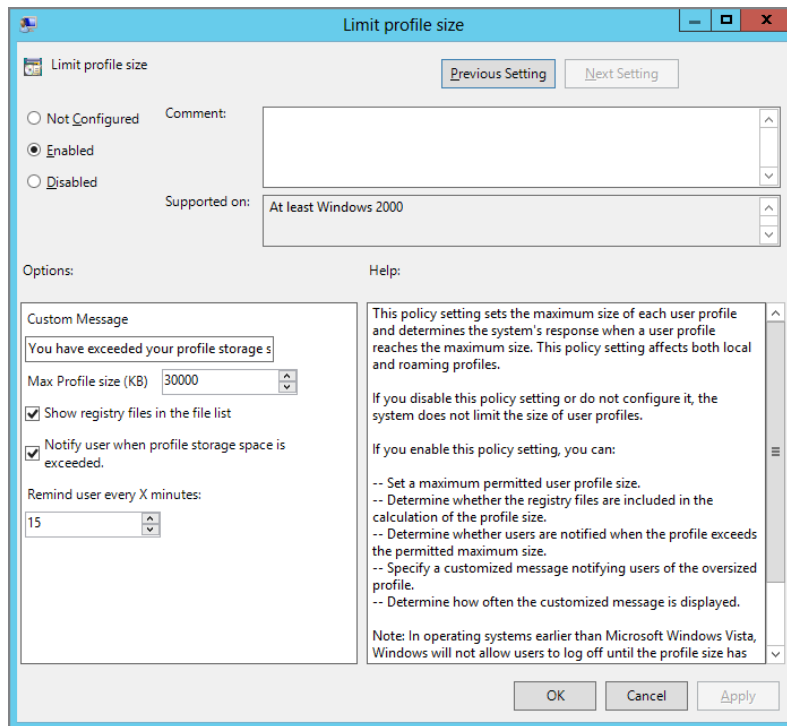 Limit profile size
Limit profile size
Previous Setting
Next Setting
Not Configured
Enabled
Disabled
Comment:
Supported on:
At least Windows 2000
Options:
Help:
Custom Message
You have exceeded your profile storage s
Max Profile size (KB)
30000
Show registry files in the file list
Notify user when profile storage space is
exceeded.
Remind user every X minutes:
15
This policy setting sets the maximum size of each user profile
and determines the system's response when a user profile
reaches the maximum size. This policy setting affects both local
and roaming profiles.
If you disable this policy setting or do not configure it, the
system does not limit the size of user profiles.
If you enable this policy setting, you can:
-- Set a maximum permitted user profile size.
-- Determine whether the registry files are included in the
calculation of the profile size.
-- Determine whether users are notified when the profile exceeds
the permitted maximum size.
-- Specify a customized message notifying users of the oversized
profile.
-- Determine how often the customized message is displayed.
Note: In operating systems earlier than Microsoft Windows Vista,
Windows will not allow users to log off until the profile size has
OK
Cancel
Apply